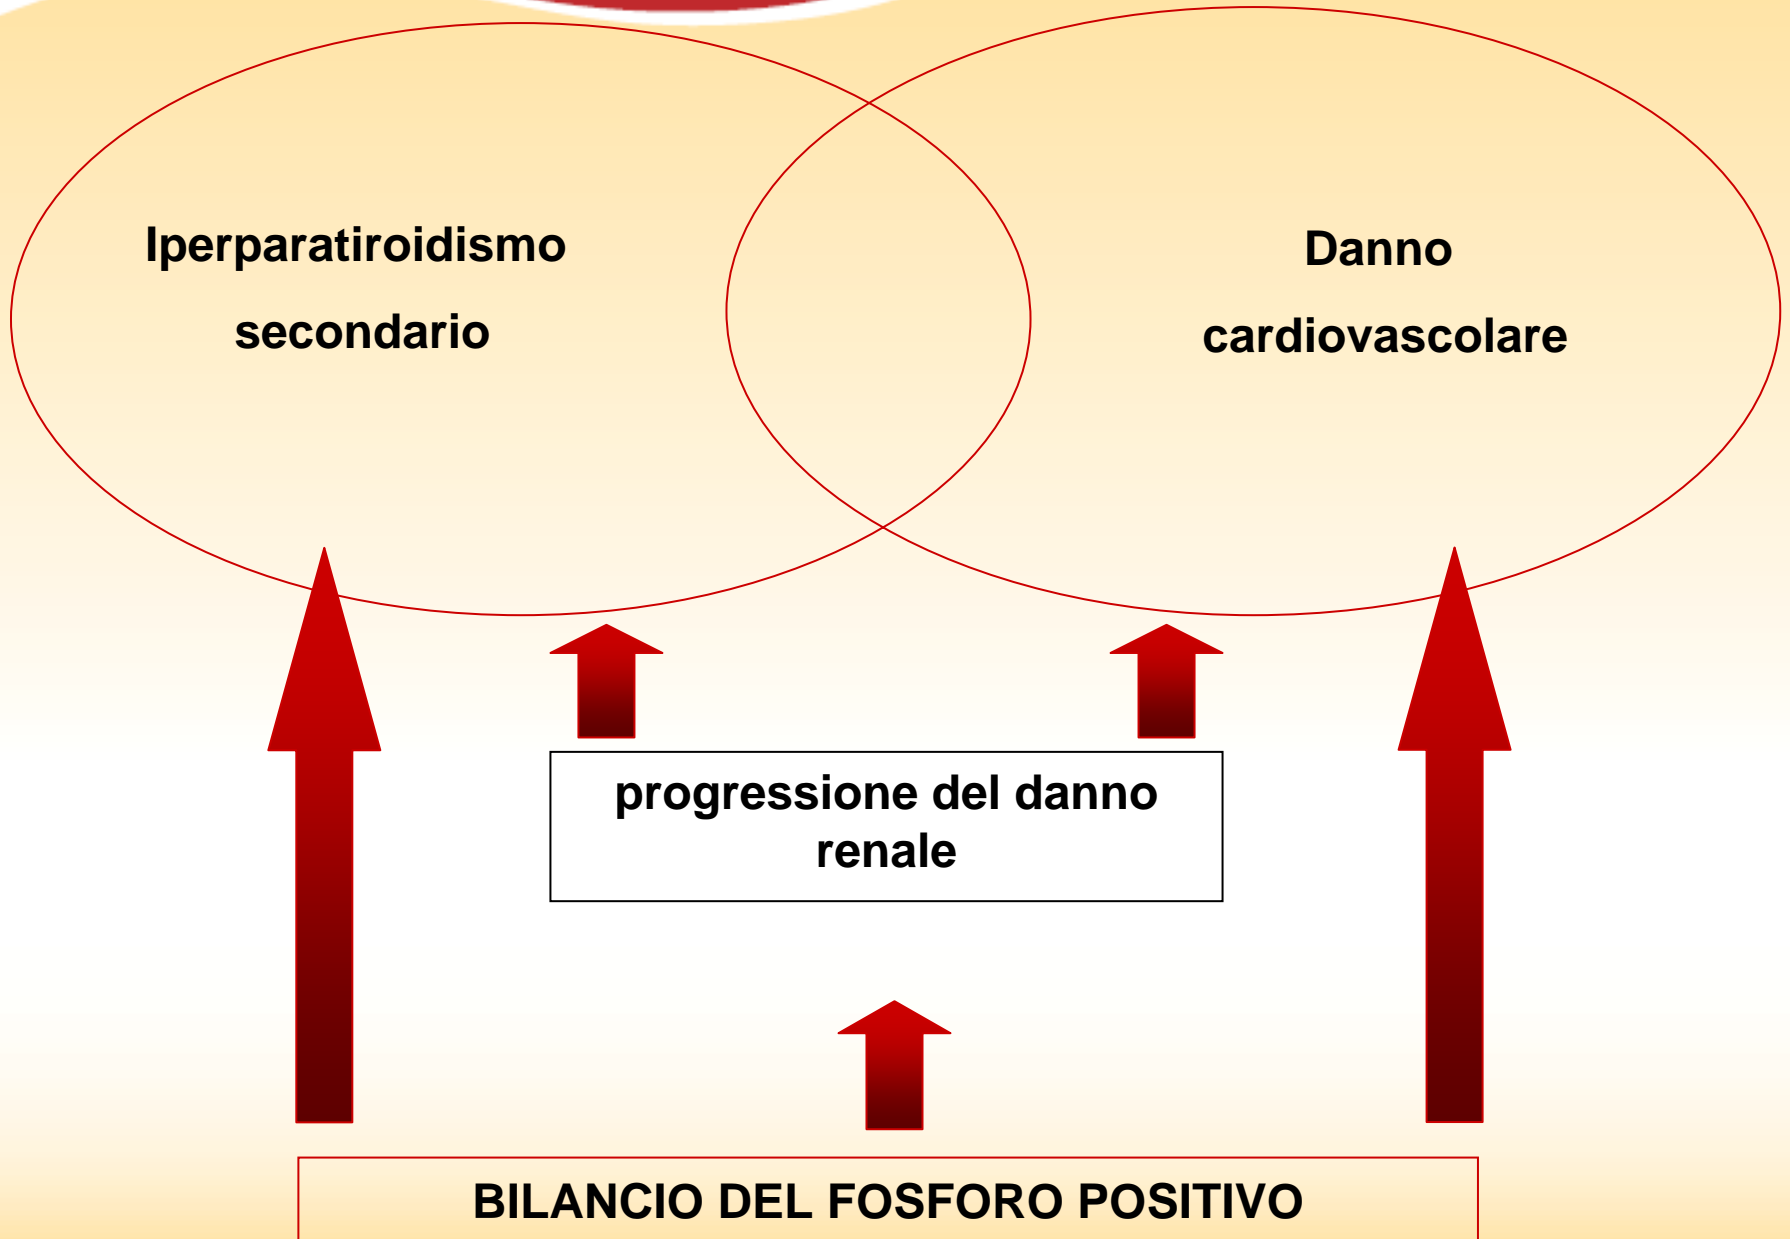 Iperparatiroidismo
secondario
Danno
cardiovascolare
progressione del danno
renale
BILANCIO DEL FOSFORO POSITIVO